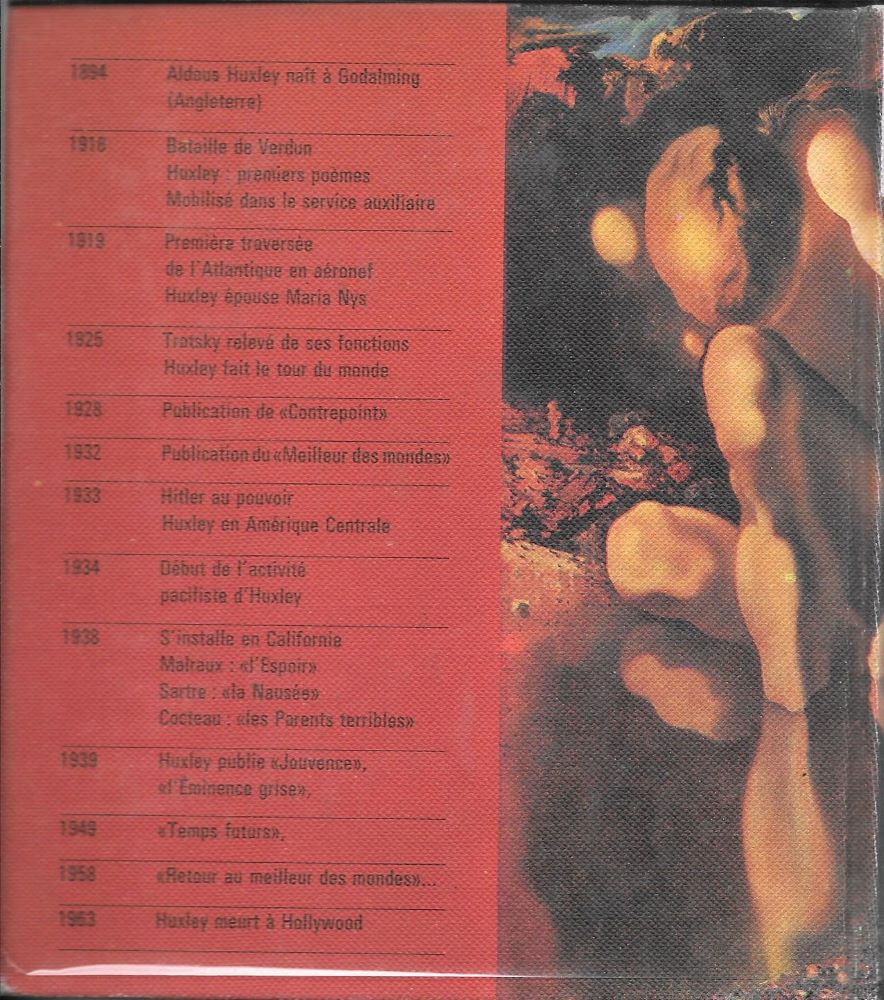 1894 Aldous Huxley naît à Godalming
(Angleterre)
1916 Bataille de Verdun
Huxley : premiers poèmes
Mobilisé dans le service auxiliaire
1919 Première traversée
de l'Atlantique en aéronef
Huxley épouse Maria Nys
1925 Trotsky relevé de ses fonctions
Huxley fait le tour du monde
1928 Publication de «Contrepoint»
1932 Publication du «Meilleur des mondes»
1933 Hitler au pouvoir
Huxley en Amérique Centrale
1934 Début de l'activité
pacifiste d'Huxley
1938 S'installe en Californie
Malraux : «l'Espoir»
Sartre : «la Nausée»
Cocteau : «les Parents terribles»
1939 Huxley publie «Jouvence»,
«l'Éminence grise»,
1949 «Temps futurs»,
1958 «Retour au meilleur des mondes»...
1963 Huxley meurt à Hollywood